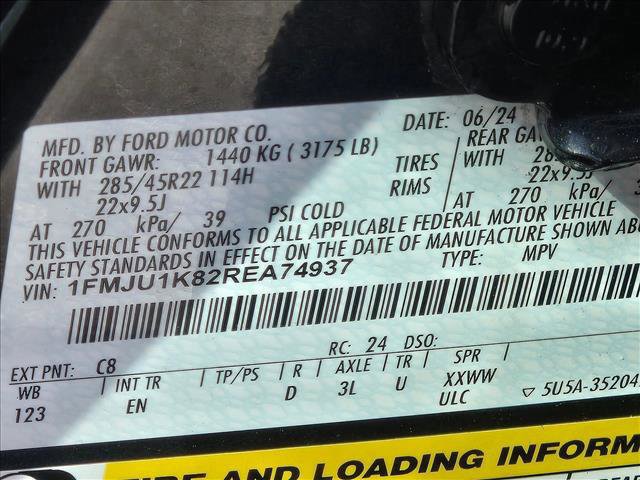 MFD. BY FORD MOTOR CO. DATE: 06/24
FRONT GAWR: 1440 KG ( 3175 LB) REAR
WITH 285/45R22 114H TIRES WITH
22x9.5J RIMS 22x9.5J
AT 270 kPa/ 39 PSI COLD AT 270 kPa/
THIS VEHICLE CONFORMS TO ALL APPLICABLE FEDERAL MOTOR VEHICLE
SAFETY STANDARDS IN EFFECT ON THE DATE OF MANUFACTURE SHOWN
VIN: 1FMJU1K82REA74937 TYPE: MPV
EXT PNT: C8 RC: 24 DSO:
WB INT TR TP/PS R AXLE TR SPR
123 EN D 3L U XXWW
ULC ▽ 5U5A-35204
AND LOADING